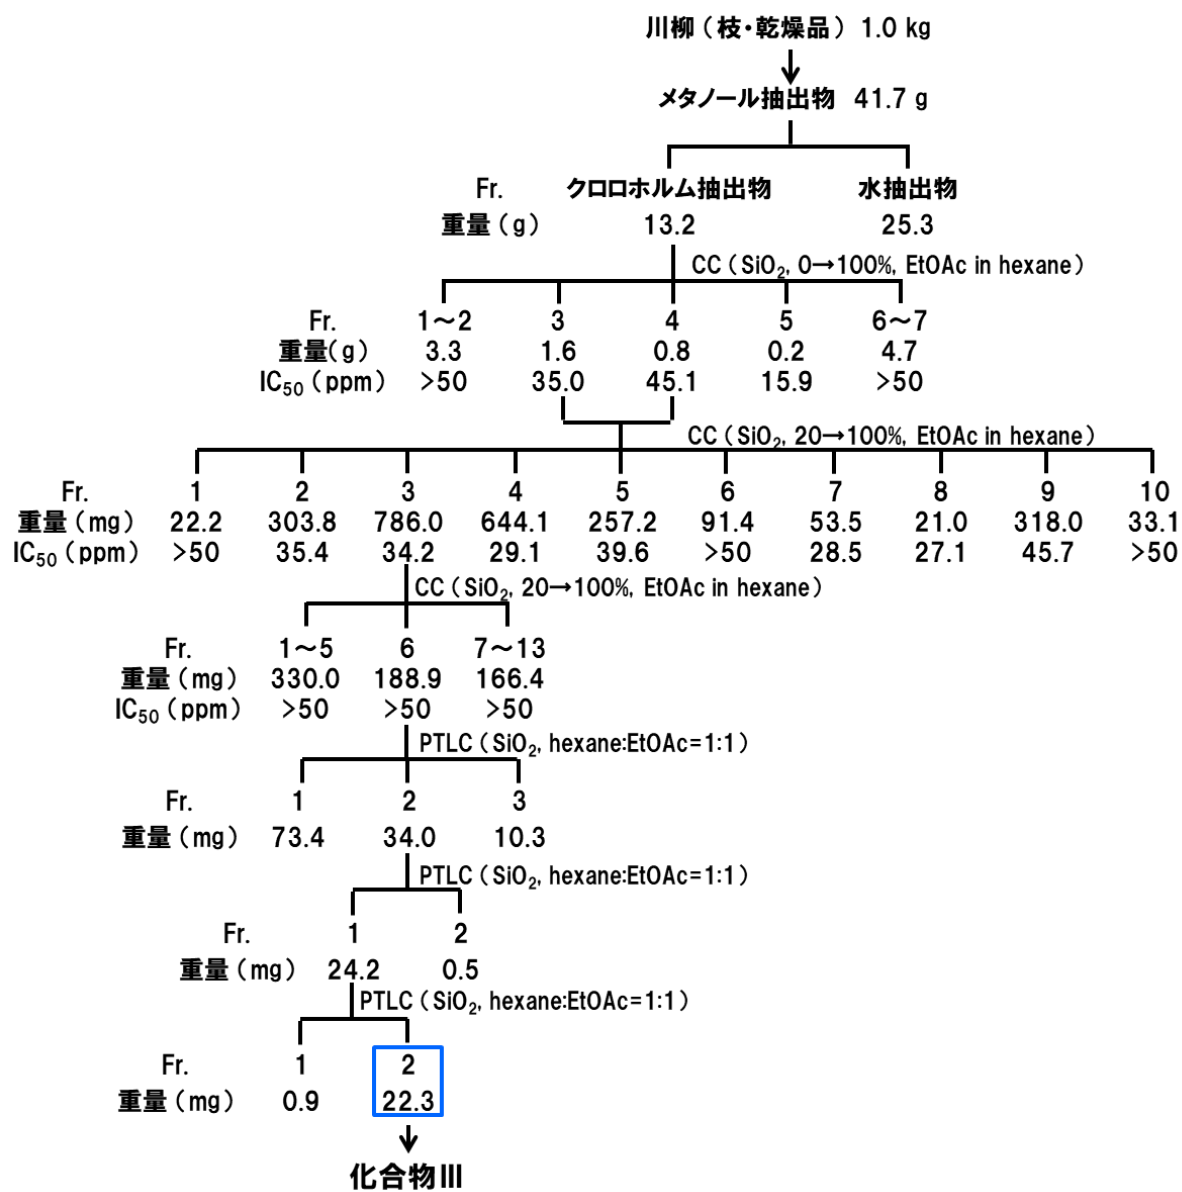 川柳（枝・乾燥品） 1.0 kg
メタノール抽出物 41.7 g
Fr. クロロホルム抽出物 水抽出物
重量（g） 13.2 25.3
CC（SiO₂, 0→100%, EtOAc in hexane）
Fr. 1～2 3 4 5 6～7
重量(g) 3.3 1.6 0.8 0.2 4.7
IC₅₀（ppm） >50 35.0 45.1 15.9 >50
CC（SiO₂, 20→100%, EtOAc in hexane）
Fr. 1 2 3 4 5 6 7 8 9 10
重量（mg） 22.2 303.8 786.0 644.1 257.2 91.4 53.5 21.0 318.0 33.1
IC₅₀（ppm） >50 35.4 34.2 29.1 39.6 >50 28.5 27.1 45.7 >50
CC（SiO₂, 20→100%, EtOAc in hexane）
Fr. 1～5 6 7～13
重量（mg） 330.0 188.9 166.4
IC₅₀（ppm） >50 >50 >50
PTLC（SiO₂, hexane:EtOAc=1:1）
Fr. 1 2 3
重量（mg） 73.4 34.0 10.3
PTLC（SiO₂, hexane:EtOAc=1:1）
Fr. 1 2
重量（mg） 24.2 0.5
PTLC（SiO₂, hexane:EtOAc=1:1）
Fr. 1 2
重量（mg） 0.9 22.3
化合物Ⅲ